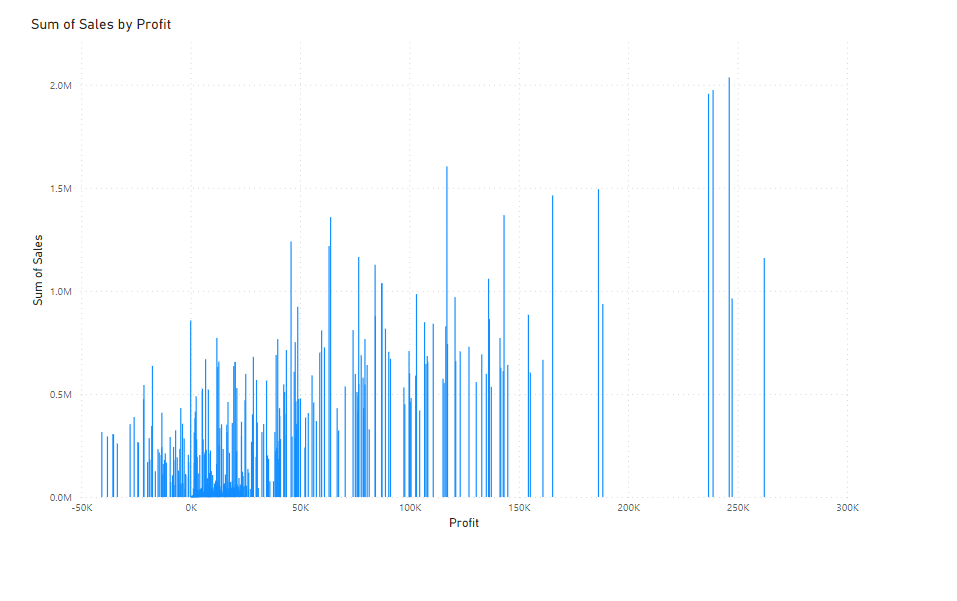 Sum of Sales by Profit
2.0M
1.5M
1.0M
0.5M
0.0M
Sum of Sales
-50K 0K 50K 100K 150K 200K 250K 300K
Profit